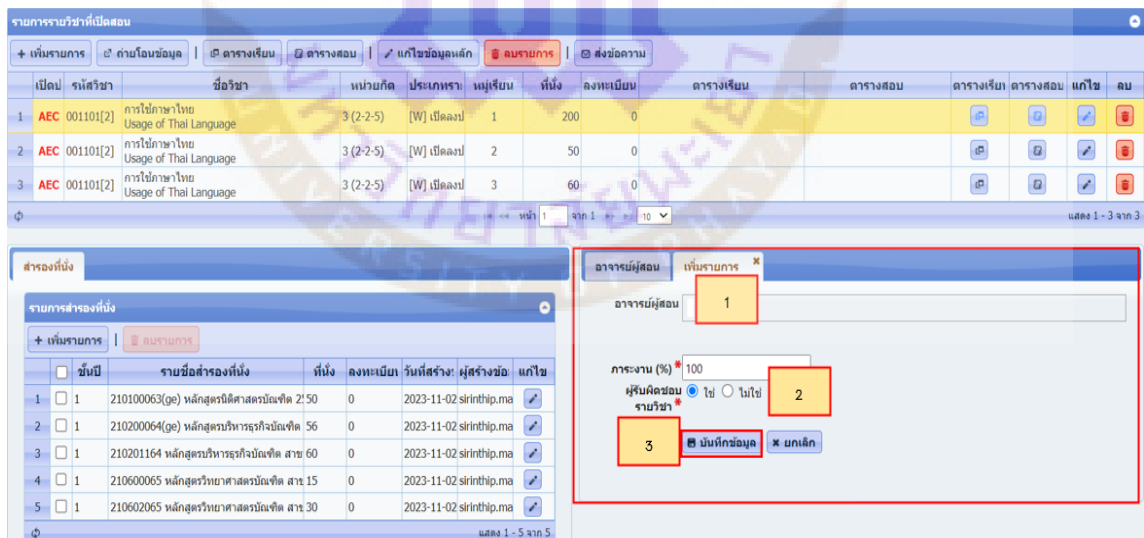 รายการรายวิชาที่เปิดสอน
+ เพิ่มรายการ ถ่ายโอนข้อมูล | ตารางเรียน ตารางสอบ | แก้ไขข้อมูลหลัก ลบรายการ | ส่งข้อความ
เปิดป รหัสวิชา ชื่อวิชา หน่วยกิต ประเภทรา หมู่เรียน ที่นั่ง ลงทะเบียน ตารางเรียน ตารางสอบ ตารางเรียน ตารางสอบ แก้ไข ลบ
1 AEC 001101[2] การใช้ภาษาไทย 3 (2-2-5) [W] เปิดลงป 1 200 0
Usage of Thai Language
2 AEC 001101[2] การใช้ภาษาไทย 3 (2-2-5) [W] เปิดลงป 2 50 0
Usage of Thai Language
3 AEC 001101[2] การใช้ภาษาไทย 3 (2-2-5) [W] เปิดลงป 3 60 0
Usage of Thai Language
หน้า 1 จาก 1 10 แสดง 1 - 3 จาก 3
มหาวิทยาลัยพะเยา
UNIVERSITY OF PHAYAO
สำรองที่นั่ง
รายการสำรองที่นั่ง
+ เพิ่มรายการ | ลบรายการ
ชั้นปี รายชื่อสำรองที่นั่ง ที่นั่ง ลงทะเบียน วันที่สร้าง ผู้สร้างข้อ แก้ไข
1 1 210100063(ge) หลักสูตรนิติศาสตรบัณฑิต 2 50 0 2023-11-02 sirinthip.ma
2 1 210200064(ge) หลักสูตรบริหารธุรกิจบัณฑิต 56 0 2023-11-02 sirinthip.ma
3 1 210201164 หลักสูตรบริหารธุรกิจบัณฑิต สาข 60 0 2023-11-02 sirinthip.ma
4 1 210600065 หลักสูตรวิทยาศาสตรบัณฑิต สาข 15 0 2023-11-02 sirinthip.ma
5 1 210602065 หลักสูตรวิทยาศาสตรบัณฑิต สาข 30 0 2023-11-02 sirinthip.ma
แสดง 1 - 5 จาก 5
อาจารย์ผู้สอน เพิ่มรายการ
อาจารย์ผู้สอน 1
ภาระงาน (%) * 100
ผู้รับผิดชอบ ใช่ ไม่ใช่ 2
รายวิชา *
3 บันทึกข้อมูล ยกเลิก